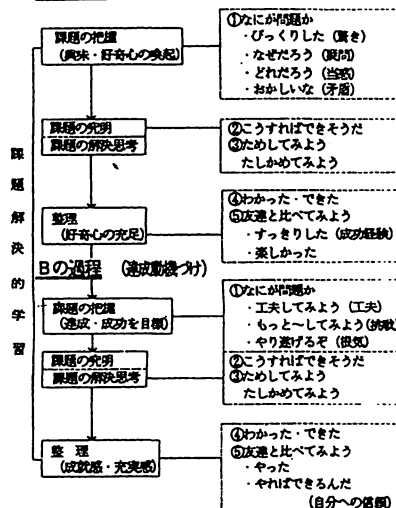 課題解決的学習
課題の把握
(興味・好奇心の喚起)
①なにが問題か
・びっくりした (驚き)
・なぜだろう (疑問)
・どれだろう (当惑)
・おかしいな (矛盾)
課題の究明
課題の解決思考
②こうすればできそうだ
③ためしてみよう
たしかめてみよう
整理
(好奇心の充足)
④わかった・できた
⑤友達と比べてみよう
・すっきりした (成功経験)
・楽しかった
Bの過程 (達成動機づけ)
課題の把握
(達成・成功を目標)
①なにが問題か
・工夫してみよう (工夫)
・もっと〜してみよう (挑戦)
・やり遂げるぞ (根気)
課題の究明
課題の解決思考
②こうすればできそうだ
③ためしてみよう
たしかめてみよう
整 理
(成就感・充実感)
④わかった・できた
⑤友達と比べてみよう
・やった
・やればできるんだ
(自分への信頼)